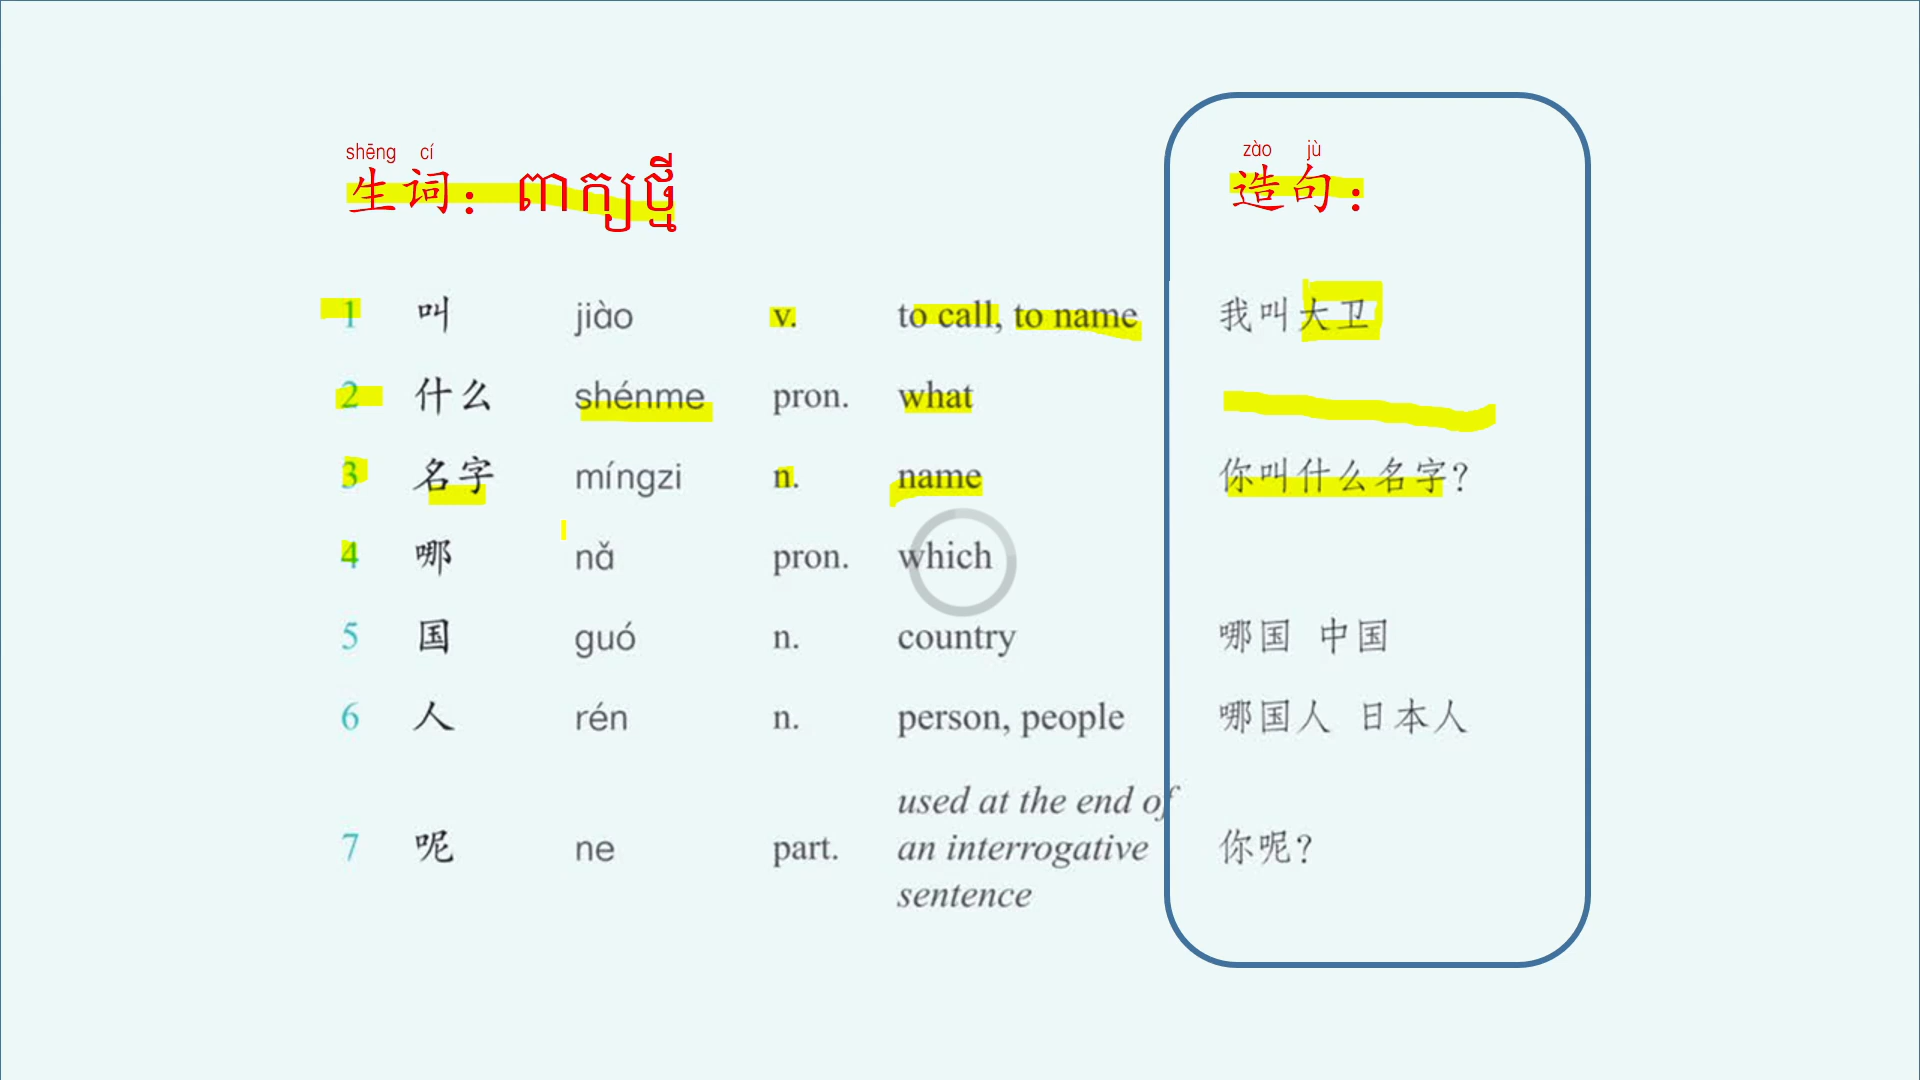 shēng cí zào jù
生词：ពាក្យថ្មី 造句：
1 叫 jiào v. to call, to name 我叫大卫
2 什么 shénme pron. what
3 名字 míngzi n. name 你叫什么名字?
4 哪 nǎ pron. which
5 国 guó n. country 哪国 中国
6 人 rén n. person, people 哪国人 日本人
used at the end of
7 呢 ne part. an interrogative 你呢?
sentence